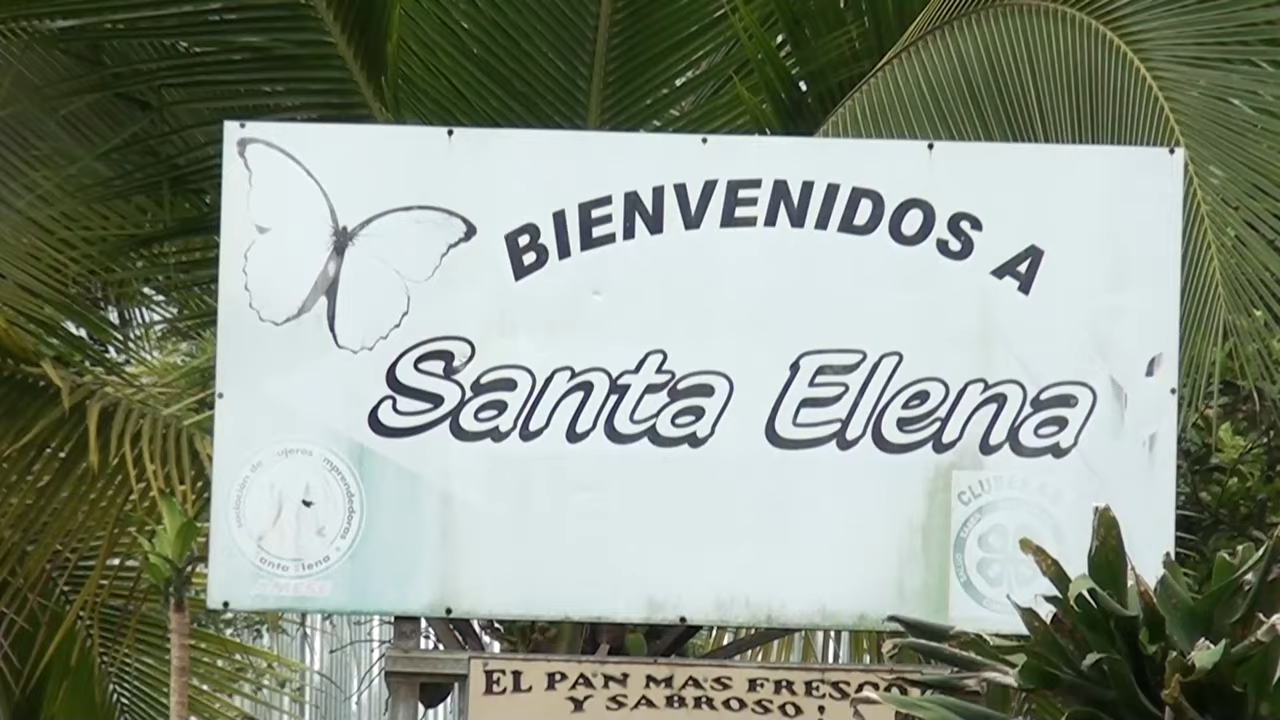 BIENVENIDOS A
Santa Elena
EL PAN MAS FRESCO
Y SABROSO!